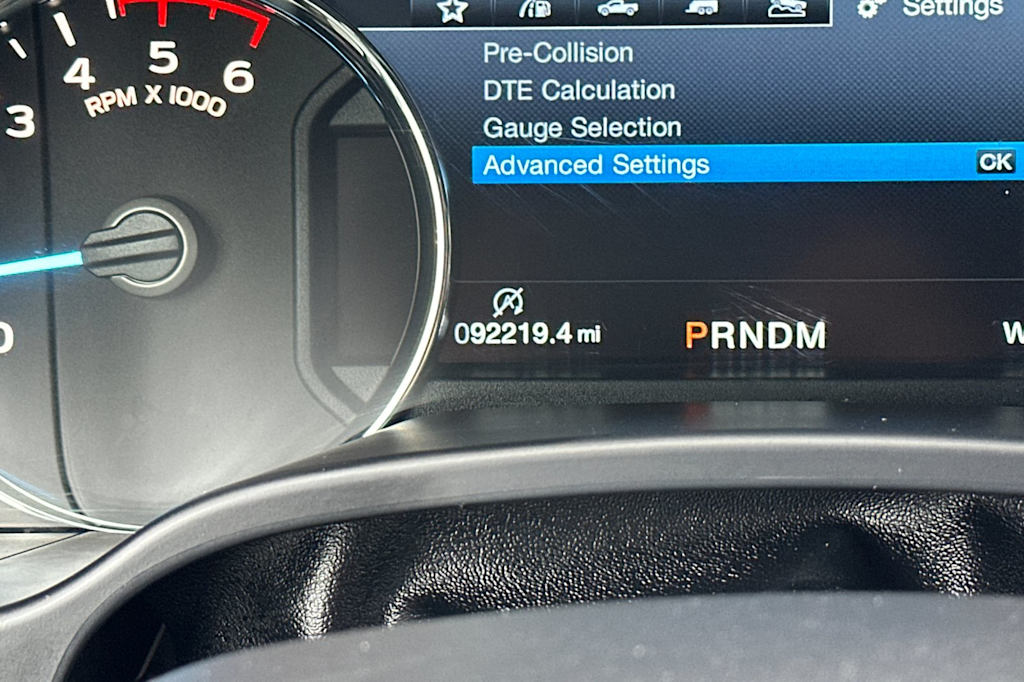 Settings
Pre-Collision
DTE Calculation
Gauge Selection
Advanced Settings OK
3 4 5 6
RPM X 1000
0
A
092219.4 mi PRNDM W